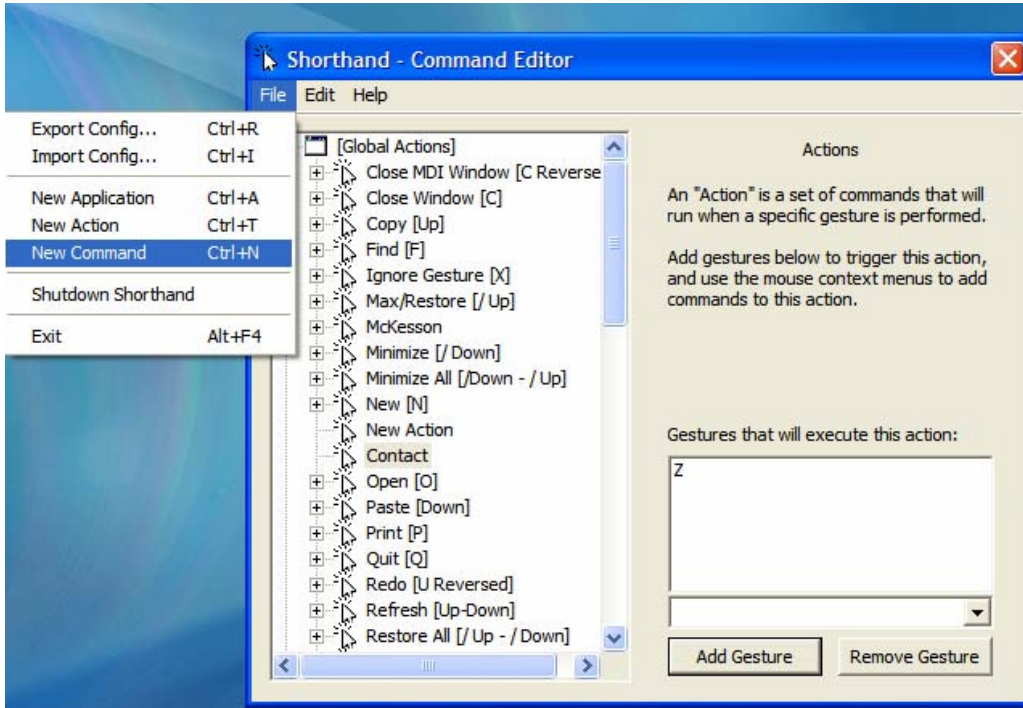 Shorthand - Command Editor
File Edit Help
Export Config... Ctrl+R
Import Config... Ctrl+I
New Application Ctrl+A
New Action Ctrl+T
New Command Ctrl+N
Shutdown Shorthand
Exit Alt+F4
[Global Actions]
Close MDI Window [C Reverse
Close Window [C]
Copy [Up]
Find [F]
Ignore Gesture [X]
Max/Restore [/ Up]
McKesson
Minimize [/ Down]
Minimize All [/Down - / Up]
New [N]
New Action
Contact
Open [O]
Paste [Down]
Print [P]
Quit [Q]
Redo [U Reversed]
Refresh [Up-Down]
Restore All [/ Up - / Down]
Actions
An "Action" is a set of commands that will
run when a specific gesture is performed.
Add gestures below to trigger this action,
and use the mouse context menus to add
commands to this action.
Gestures that will execute this action:
Z
Add Gesture Remove Gesture